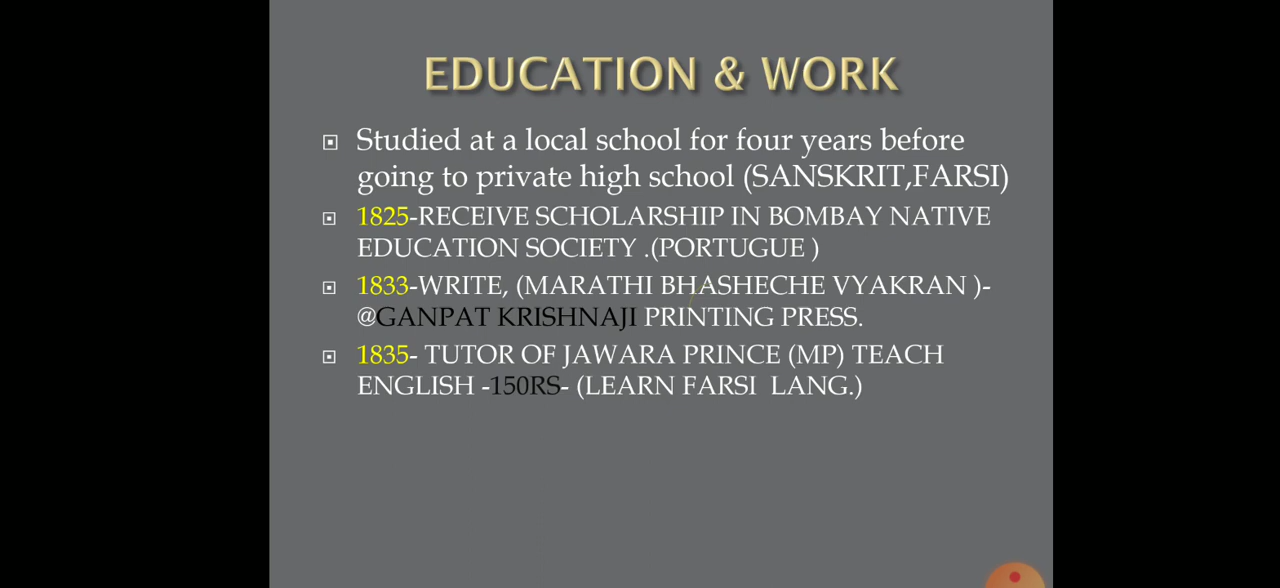 EDUCATION & WORK
Studied at a local school for four years before
going to private high school (SANSKRIT,FARSI)
1825-RECEIVE SCHOLARSHIP IN BOMBAY NATIVE
EDUCATION SOCIETY .(PORTUGUE )
1833-WRITE, (MARATHI BHASHECHE VYAKRAN )-
@GANPAT KRISHNAJI PRINTING PRESS.
1835- TUTOR OF JAWARA PRINCE (MP) TEACH
ENGLISH -150RS- (LEARN FARSI LANG.)